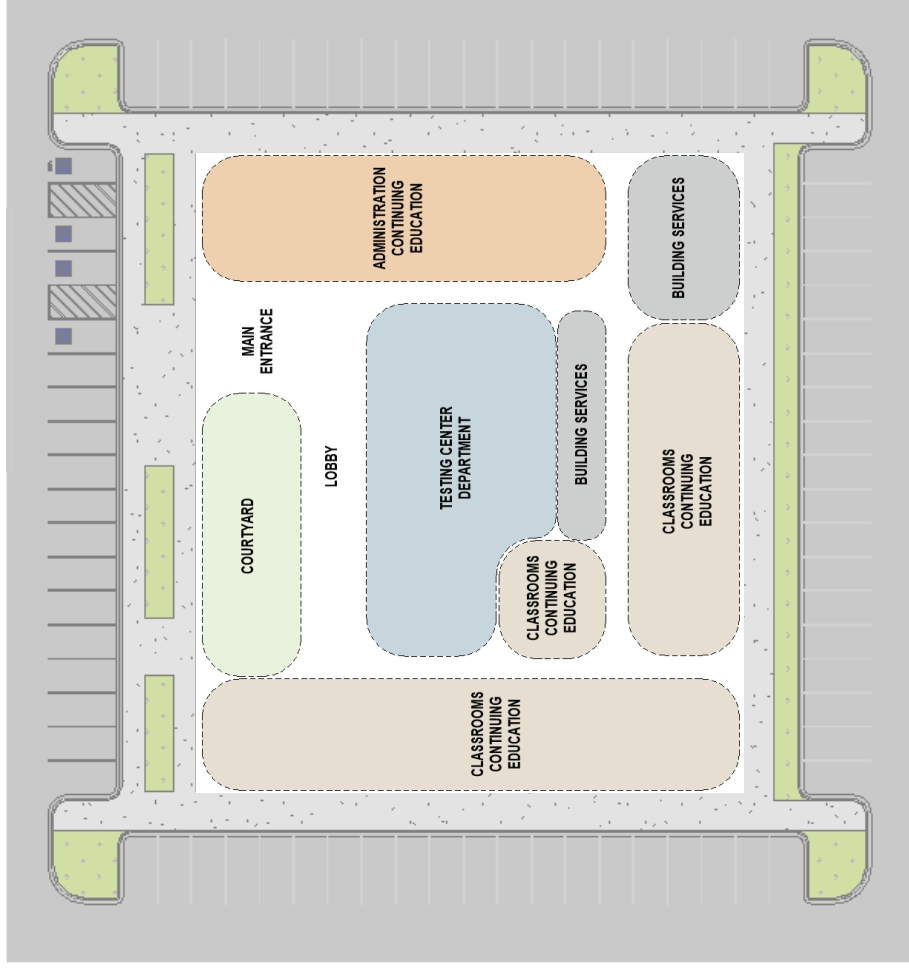 ADMINISTRATION
CONTINUING
EDUCATION
BUILDING SERVICES
MAIN
ENTRANCE
LOBBY
COURTYARD
TESTING CENTER
DEPARTMENT
BUILDING SERVICES
CLASSROOMS
CONTINUING
EDUCATION
CLASSROOMS
CONTINUING
EDUCATION
CLASSROOMS
CONTINUING
EDUCATION